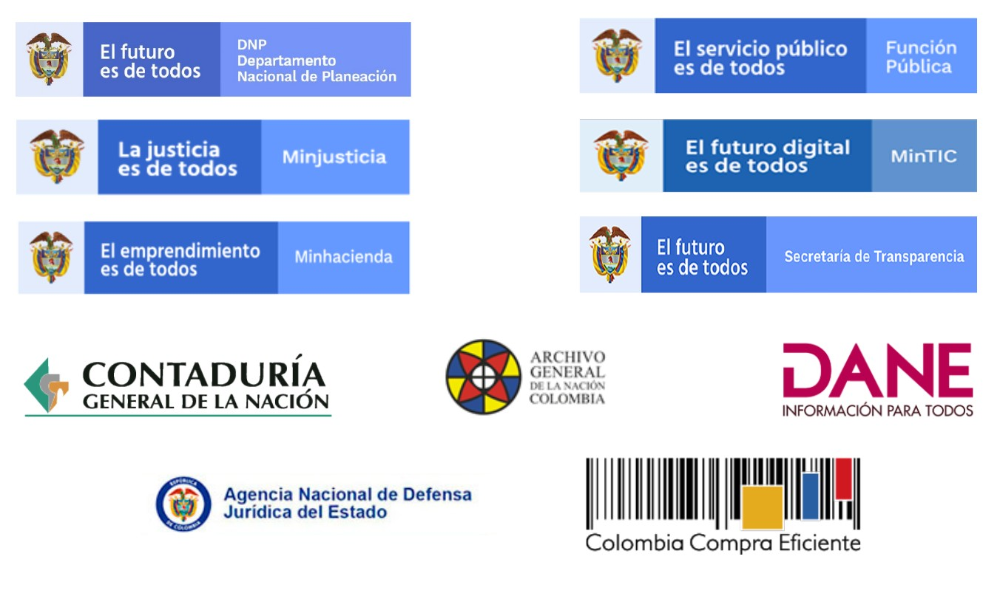 El futuro
es de todos
DNP
Departamento
Nacional de Planeación
El servicio público
es de todos
Función
Pública
La justicia
es de todos
Minjusticia
El futuro digital
es de todos
MinTIC
El emprendimiento
es de todos
Minhacienda
El futuro
es de todos
Secretaría de Transparencia
CONTADURÍA
GENERAL DE LA NACIÓN
ARCHIVO
GENERAL
DE LA NACIÓN
COLOMBIA
DANE
INFORMACIÓN PARA TODOS
REPÚBLICA
DE COLOMBIA
Agencia Nacional de Defensa
Jurídica del Estado
Colombia Compra Eficiente